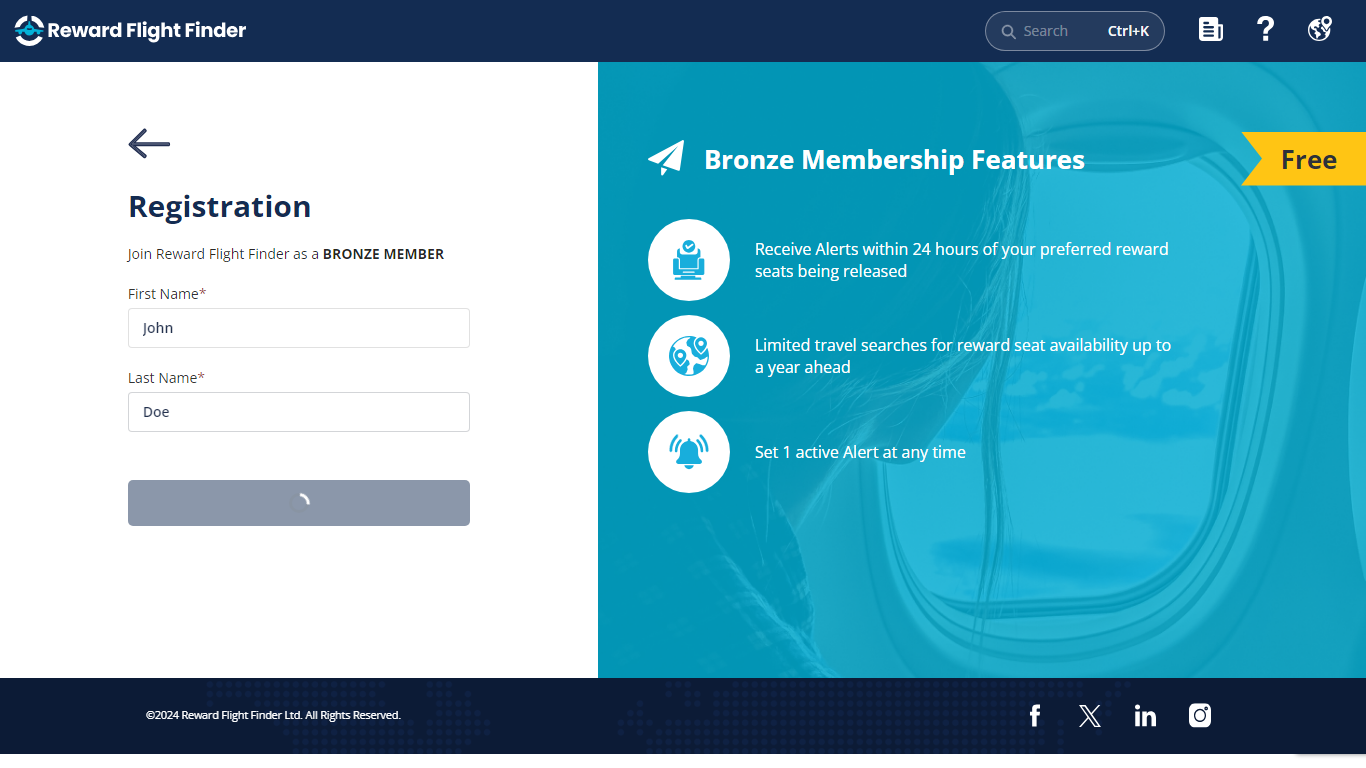 Reward Flight Finder
Search
Ctrl+K
Registration
Join Reward Flight Finder as a BRONZE MEMBER
First Name*
John
Last Name*
Doe
Bronze Membership Features
Free
Receive Alerts within 24 hours of your preferred reward
seats being released
Limited travel searches for reward seat availability up to
a year ahead
Set 1 active Alert at any time
©2024 Reward Flight Finder Ltd. All Rights Reserved.